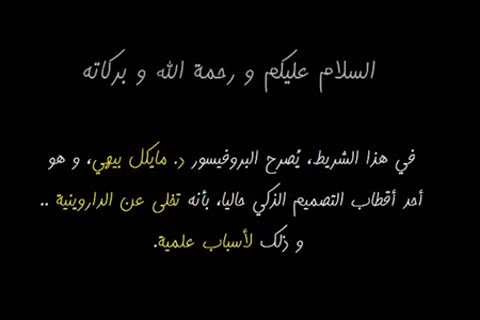 السلام عليكم و رحمة الله و بركاته
في هذا الشريط، يُصرح البروفيسور د. مايكل بيهي، و هو
أحد أقطاب التصميم الذكي حاليا، بأنه تخلى عن الداروينية ..
و ذلك لأسباب علمية.